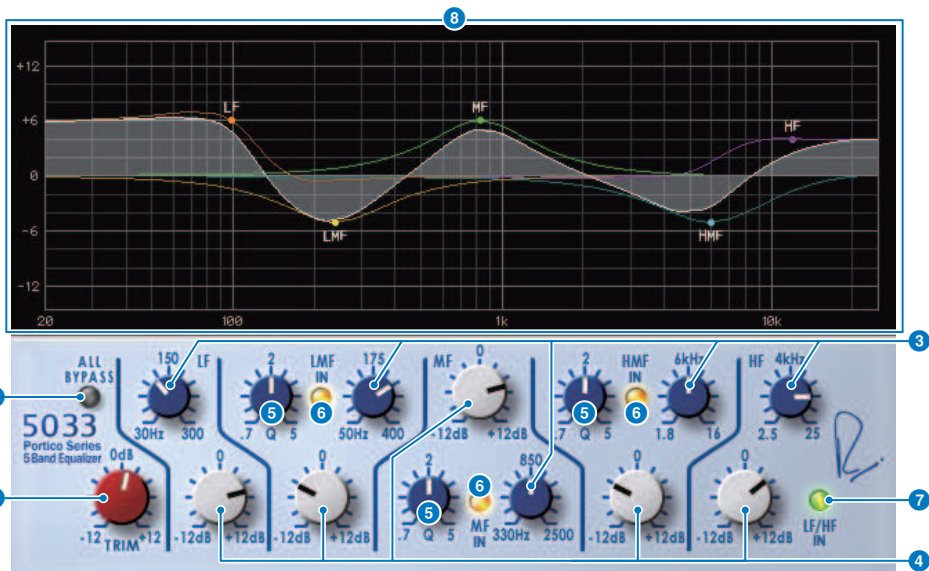 8
+12
+6
0
-6
-12
LF
MF
HF
LMF
HMF
20 100 1k 10k
3
ALL
BYPASS
150 LF
30Hz 300
2
LMF
IN
5 6
.7 Q 5
175
50Hz 400
MF 0
-12dB +12dB
2
HMF
IN
5 6
.7 Q 5
6kHz
1.8 16
HF 4kHz
2.5 25
5033
Portico Series
5Band Equalizer
0dB
-12 +12
TRIM
0
-12dB +12dB
0
-12dB +12dB
2
5 6
.7 Q 5
MF
IN
850
330Hz 2500
0
-12dB +12dB
0
-12dB +12dB
7
LF/HF
IN
4